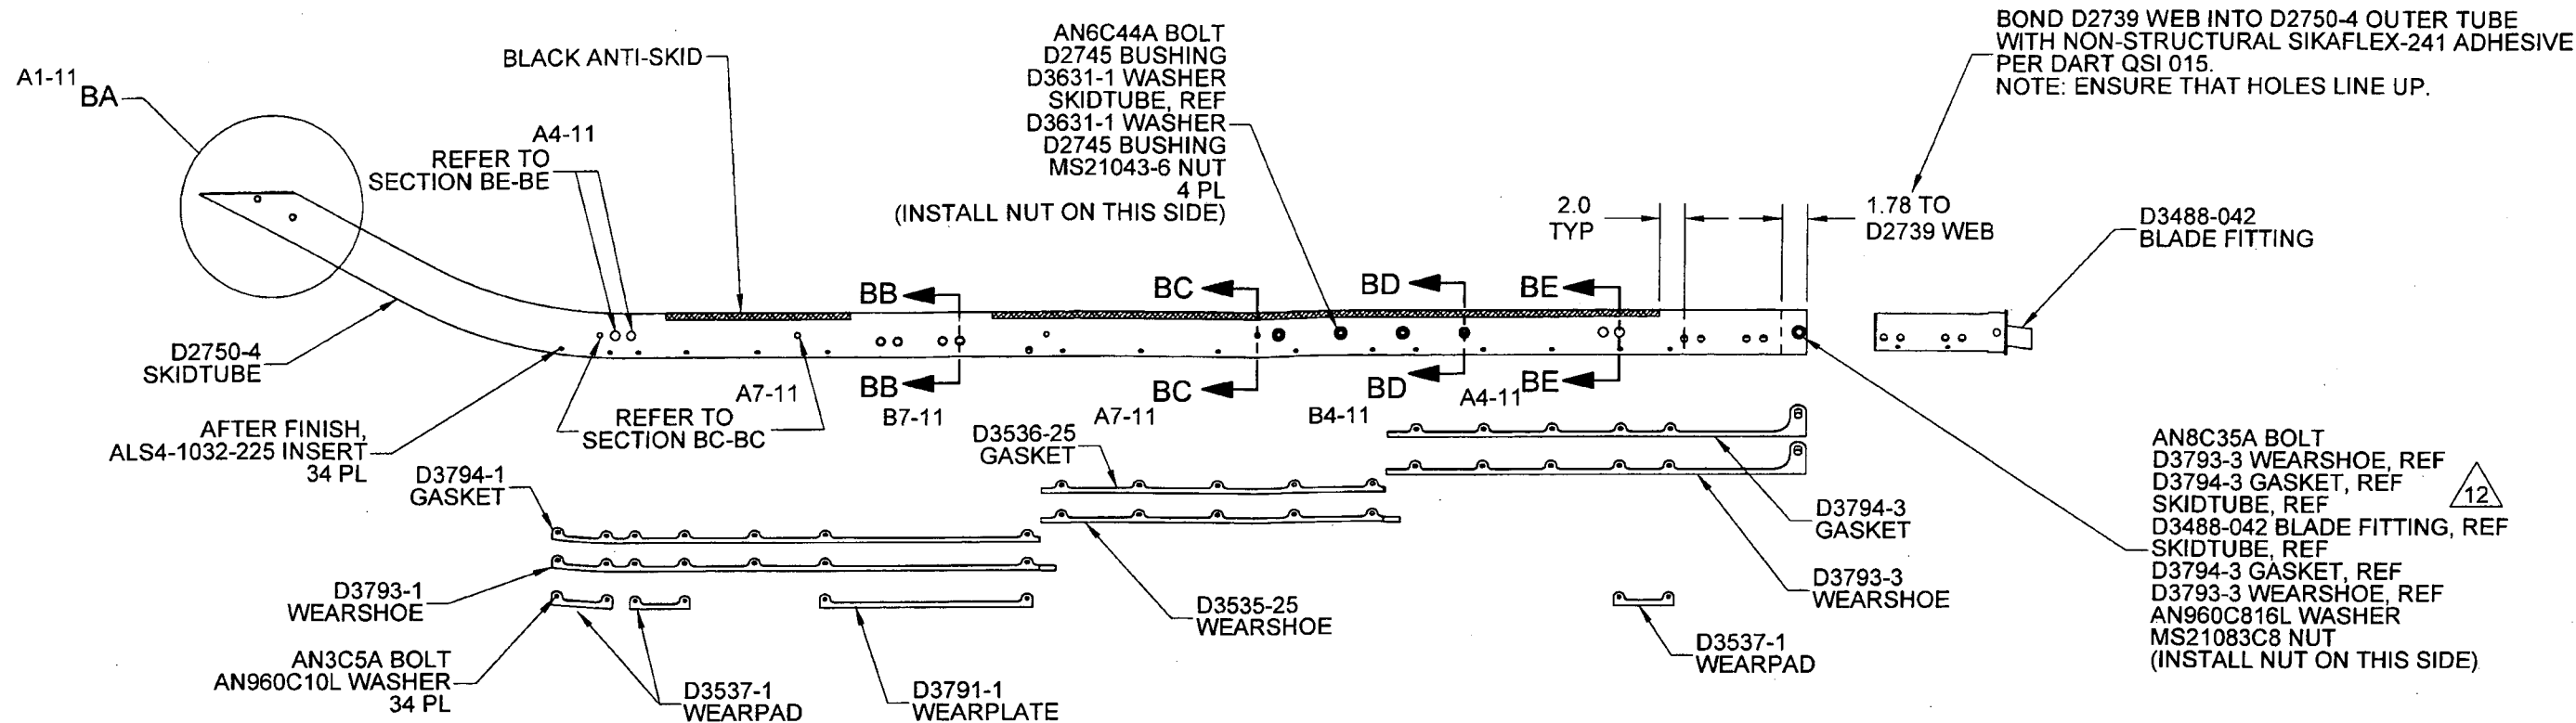 A1-11
BA
BLACK ANTI-SKID
A4-11
REFER TO
SECTION BE-BE
AN6C44A BOLT
D2745 BUSHING
D3631-1 WASHER
SKIDTUBE, REF
D3631-1 WASHER
D2745 BUSHING
MS21043-6 NUT
4 PL
(INSTALL NUT ON THIS SIDE)
BOND D2739 WEB INTO D2750-4 OUTER TUBE
WITH NON-STRUCTURAL SIKAFLEX-241 ADHESIVE
PER DART QSI 015.
NOTE: ENSURE THAT HOLES LINE UP.
2.0
TYP
1.78 TO
D2739 WEB
D3488-042
BLADE FITTING
BB
BC
BD
BE
D2750-4
SKIDTUBE
BB
BC
BD
BE
A7-11
B7-11
A7-11
B4-11
A4-11
REFER TO
SECTION BC-BC
AFTER FINISH,
ALS4-1032-225 INSERT
34 PL
D3794-1
GASKET
D3536-25
GASKET
D3794-3
GASKET
D3793-1
WEARSHOE
D3535-25
WEARSHOE
D3793-3
WEARSHOE
AN3C5A BOLT
AN960C10L WASHER
34 PL
D3537-1
WEARPAD
D3791-1
WEARPLATE
D3537-1
WEARPAD
AN8C35A BOLT
D3793-3 WEARSHOE, REF
D3794-3 GASKET, REF
SKIDTUBE, REF
D3488-042 BLADE FITTING, REF
SKIDTUBE, REF
D3794-3 GASKET, REF
D3793-3 WEARSHOE, REF
AN960C816L WASHER
MS21083C8 NUT
(INSTALL NUT ON THIS SIDE)
12